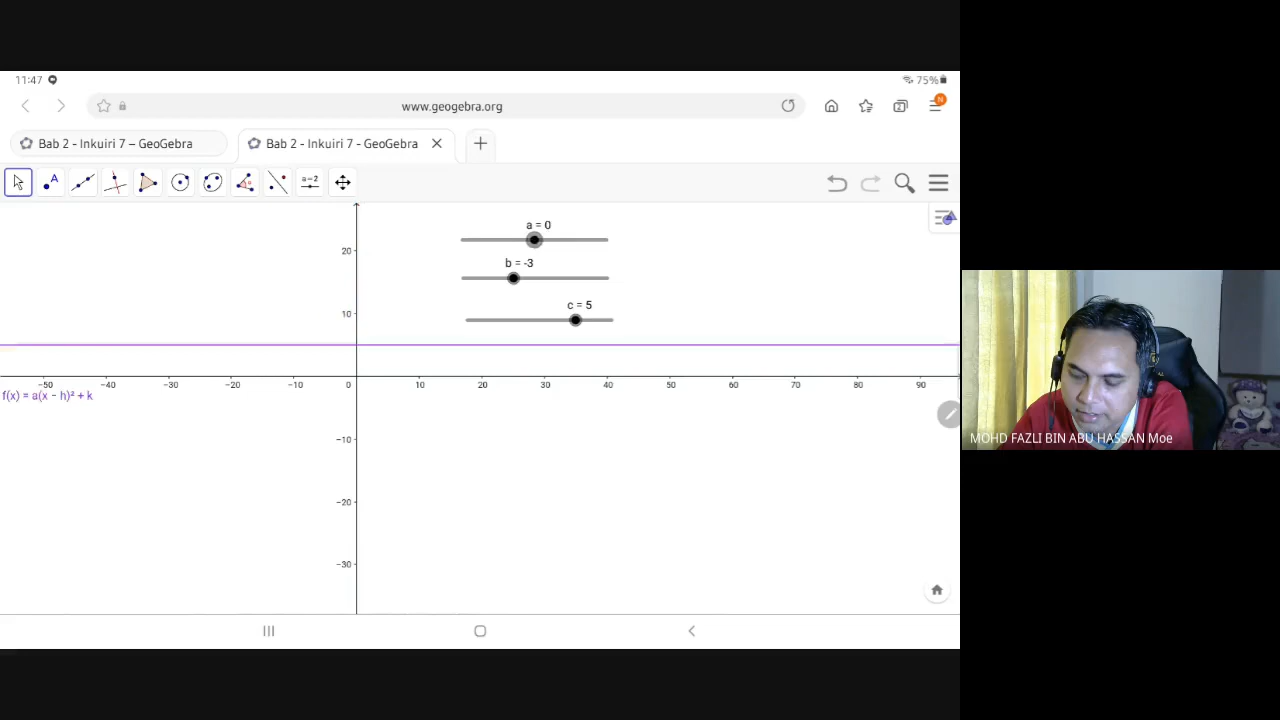 11:47
75%
www.geogebra.org
N
2
Bab 2 - Inkuiri 7 – GeoGebra
Bab 2 - Inkuiri 7 - GeoGebra
A
a=2
a = 0
b = -3
c = 5
20
10
−50 −40 −30 −20 −10 0 10 20 30 40 50 60 70 80 90
f(x) = a(x − h)² + k
−10
−20
−30
MOHD FAZLI BIN ABU HASSAN Moe